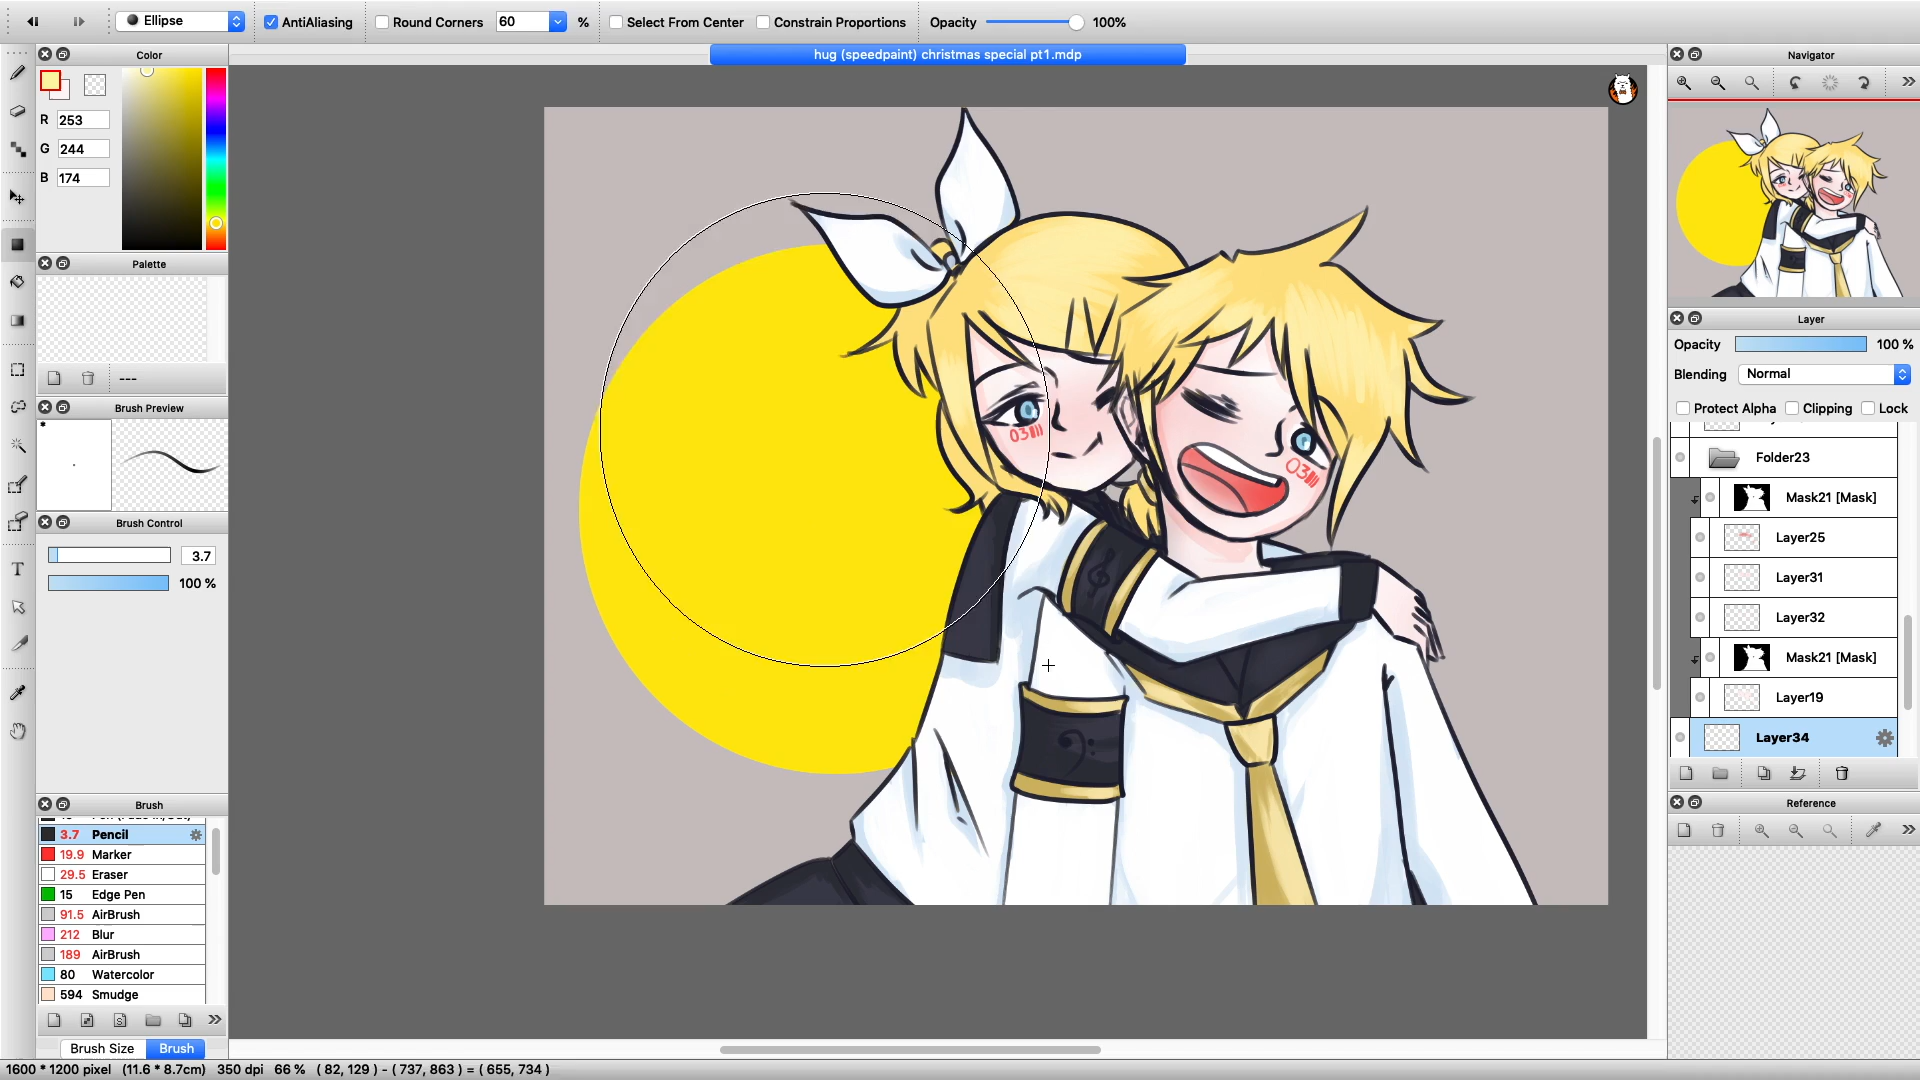 Ellipse
AntiAliasing
Round Corners
60
%
Select From Center
Constrain Proportions
Opacity
100%
Color
hug (speedpaint) christmas special pt1.mdp
Navigator
R 253
G 244
B 174
Palette
---
Brush Preview
*
Brush Control
3.7
100 %
Layer
Opacity
100 %
Blending
Normal
Protect Alpha
Clipping
Lock
Folder23
Mask21 [Mask]
Layer25
Layer31
Layer32
Mask21 [Mask]
Layer19
Layer34
Reference
03
03
Brush
3.7 Pencil
19.9 Marker
29.5 Eraser
15 Edge Pen
91.5 AirBrush
212 Blur
189 AirBrush
80 Watercolor
594 Smudge
Brush Size
Brush
1600 * 1200 pixel (11.6 * 8.7cm) 350 dpi 66 % ( 82, 129 ) - ( 737, 863 ) = ( 655, 734 )